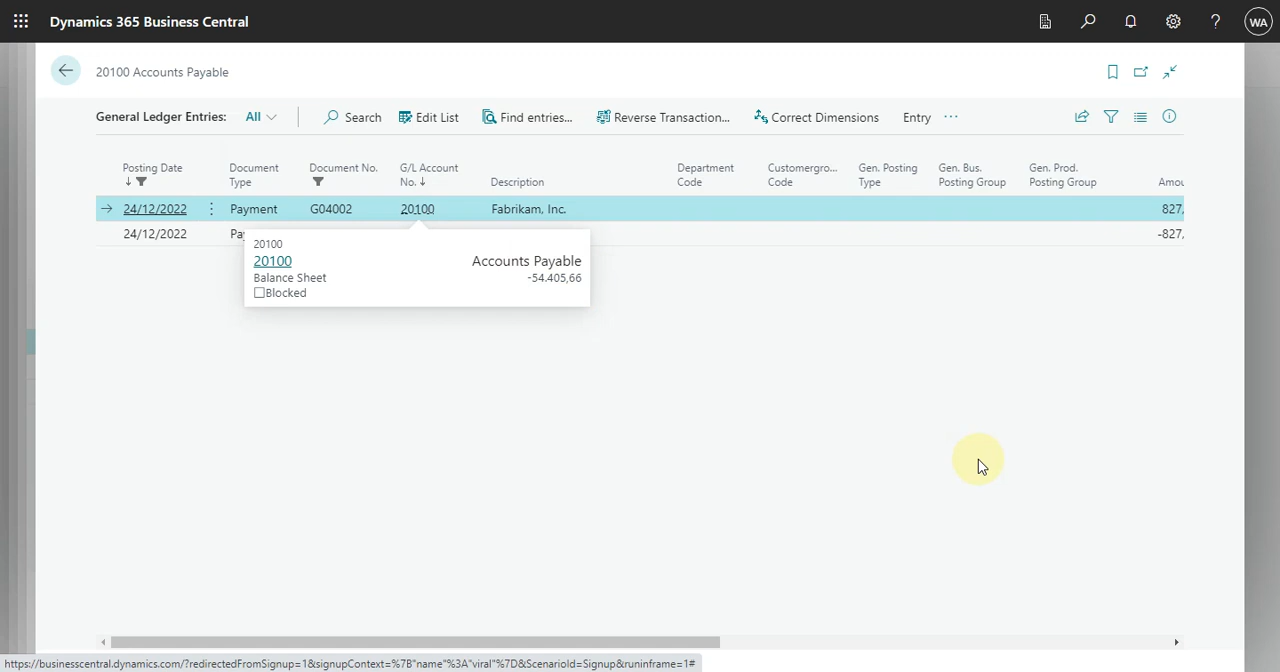 Dynamics 365 Business Central
WA
20100 Accounts Payable
General Ledger Entries: All
Search
Edit List
Find entries...
Reverse Transaction...
Correct Dimensions
Entry
Posting Date
Document Type
Document No.
G/L Account No.
Description
Department Code
Customergro... Code
Gen. Posting Type
Gen. Bus. Posting Group
Gen. Prod. Posting Group
Amou
24/12/2022 Payment G04002 20100 Fabrikam, Inc. 827,
24/12/2022 Pa -827,
20100
20100 Accounts Payable
Balance Sheet -54.405,66
Blocked
https://businesscentral.dynamics.com/?redirectedFromSignup=1&signupContext=%7B"name"%3A"viral"%7D&ScenarioId=Signup&runinframe=1#